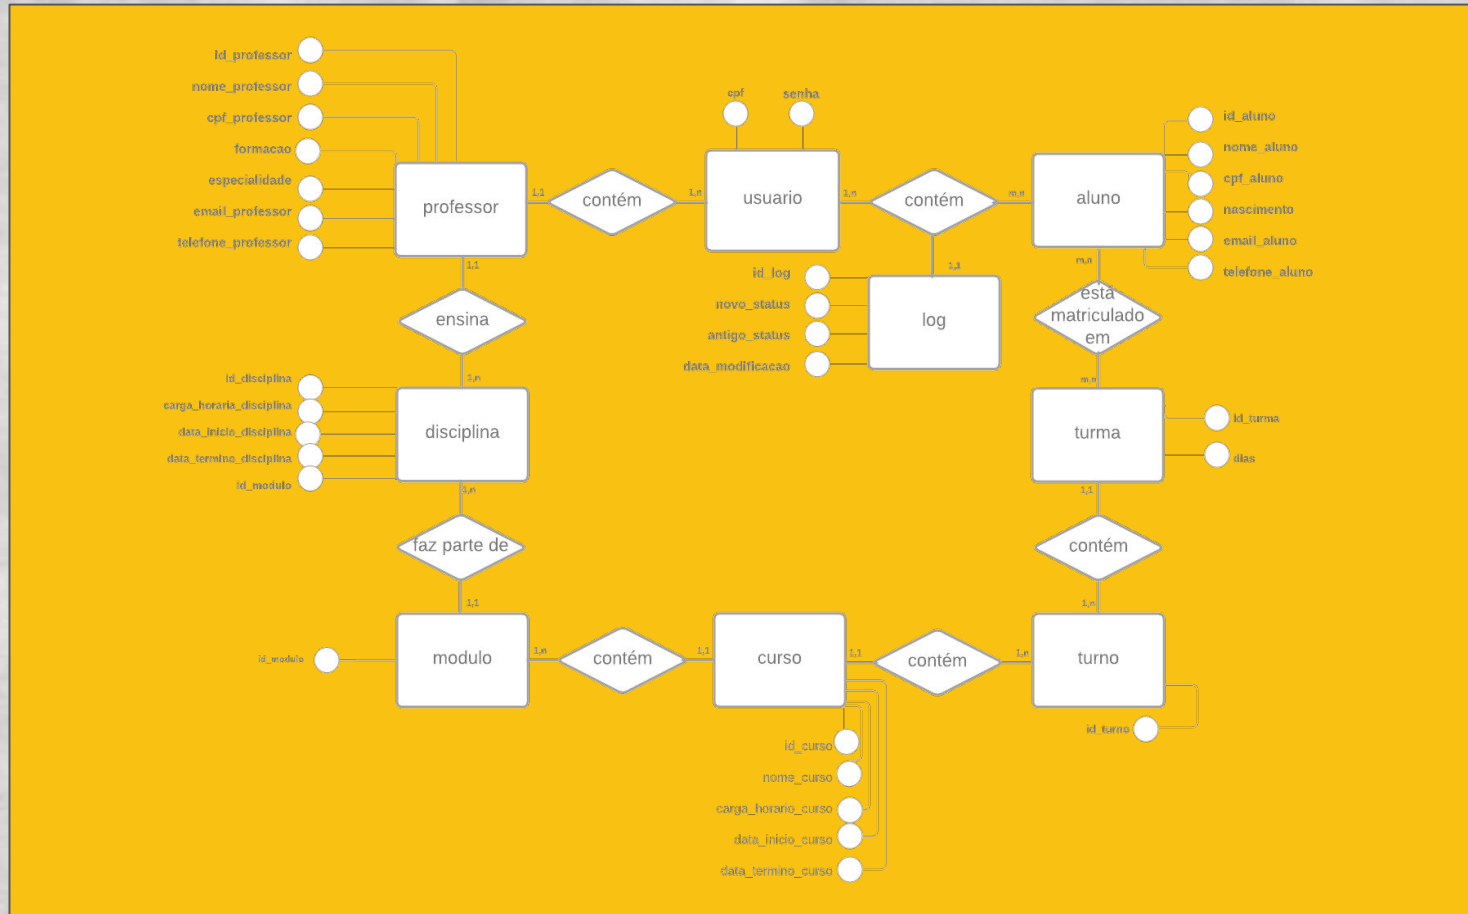 id_professor
nome_professor
cpf_professor
formacao
especialidade
email_professor
telefone_professor
professor
1,1
contém
1,n
cpf
senha
usuario
1,n
contém
m,n
aluno
id_aluno
nome_aluno
cpf_aluno
nascimento
email_aluno
telefone_aluno
1,1
ensina
1,n
id_log
novo_status
antigo_status
data_modificacao
1,1
log
m,n
está
matriculado
em
m,n
id_disciplina
carga_horaria_disciplina
data_inicio_disciplina
data_termino_disciplina
id_modulo
disciplina
turma
id_turma
dias
1,n
faz parte de
1,1
1,1
contém
1,n
id_modulo
modulo
1,n
contém
1,1
curso
1,1
contém
1,n
turno
id_turno
id_curso
nome_curso
carga_horario_curso
data_inicio_curso
data_termino_curso